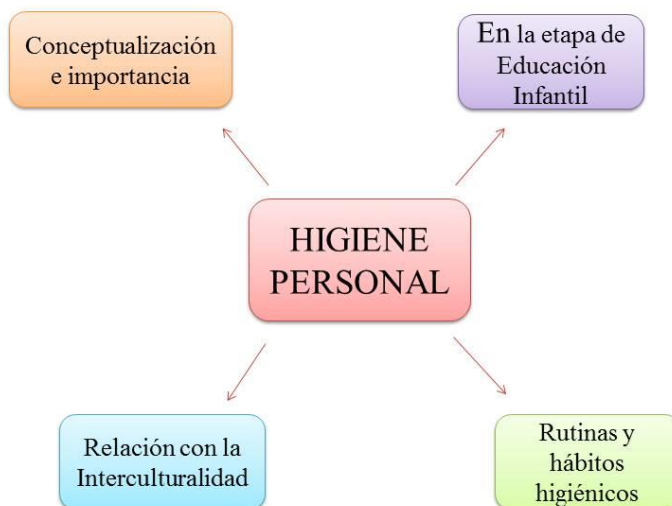 Conceptualización
e importancia
En la etapa de
Educación
Infantil
HIGIENE
PERSONAL
Relación con la
Interculturalidad
Rutinas y
hábitos
higiénicos